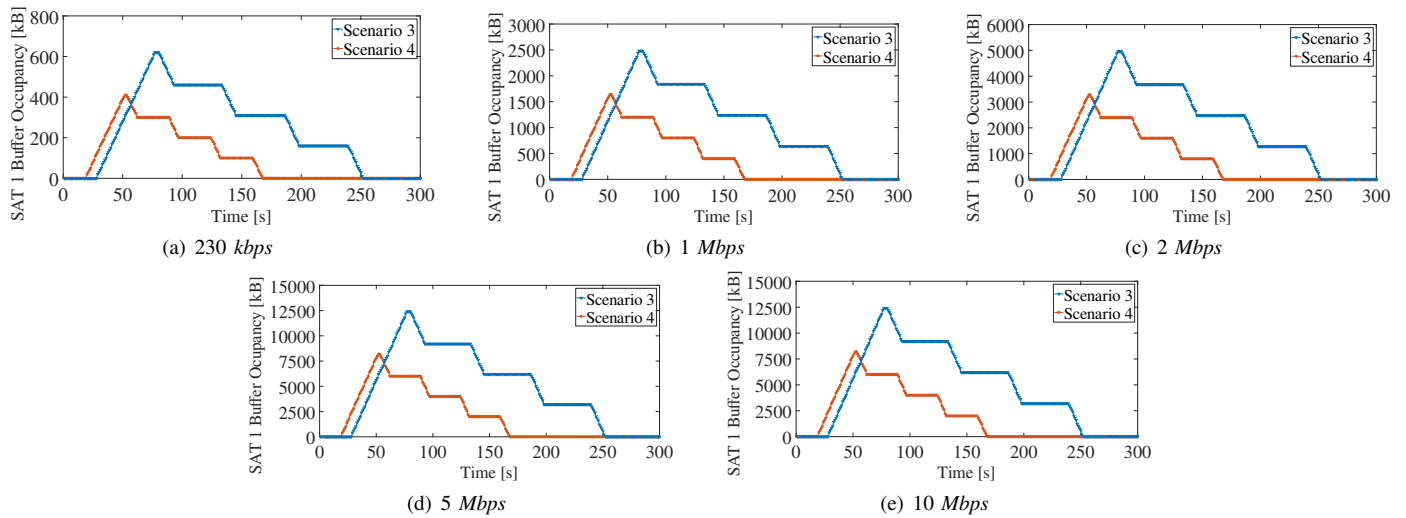 SAT 1 Buffer Occupancy [kB]
800
600
400
200
0
0 50 100 150 200 250 300
Time [s]
Scenario 3
Scenario 4
(a) 230 kbps
SAT 1 Buffer Occupancy [kB]
3000
2500
2000
1500
1000
500
0
0 50 100 150 200 250 300
Time [s]
Scenario 3
Scenario 4
(b) 1 Mbps
SAT 1 Buffer Occupancy [kB]
6000
5000
4000
3000
2000
1000
0
0 50 100 150 200 250 300
Time [s]
Scenario 3
Scenario 4
(c) 2 Mbps
SAT 1 Buffer Occupancy [kB]
15000
12500
10000
7500
5000
2500
0
0 50 100 150 200 250 300
Time [s]
Scenario 3
Scenario 4
(d) 5 Mbps
SAT 1 Buffer Occupancy [kB]
15000
12500
10000
7500
5000
2500
0
0 50 100 150 200 250 300
Time [s]
Scenario 3
Scenario 4
(e) 10 Mbps